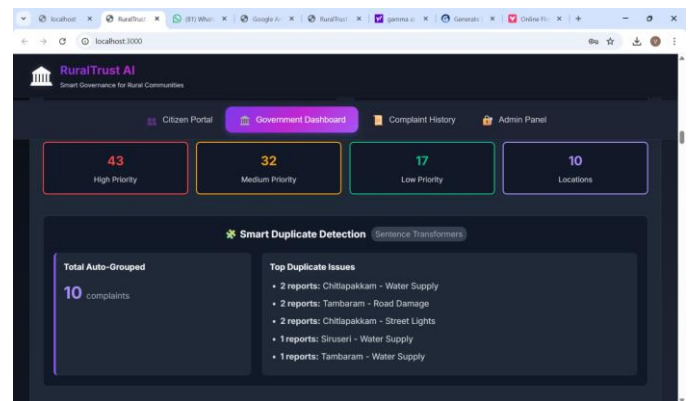 localhost
RuralTrust
(81) What
Google A
RuralTrust
gamma.a
Generate
Online Fl
localhost:3000
RuralTrust AI
Smart Governance for Rural Communities
Citizen Portal
Government Dashboard
Complaint History
Admin Panel
43
High Priority
32
Medium Priority
17
Low Priority
10
Locations
Smart Duplicate Detection Sentence Transformers
Total Auto-Grouped
10 complaints
Top Duplicate Issues
• 2 reports: Chitlapakkam - Water Supply
• 2 reports: Tambaram - Road Damage
• 2 reports: Chitlapakkam - Street Lights
• 1 reports: Siruseri - Water Supply
• 1 reports: Tambaram - Water Supply